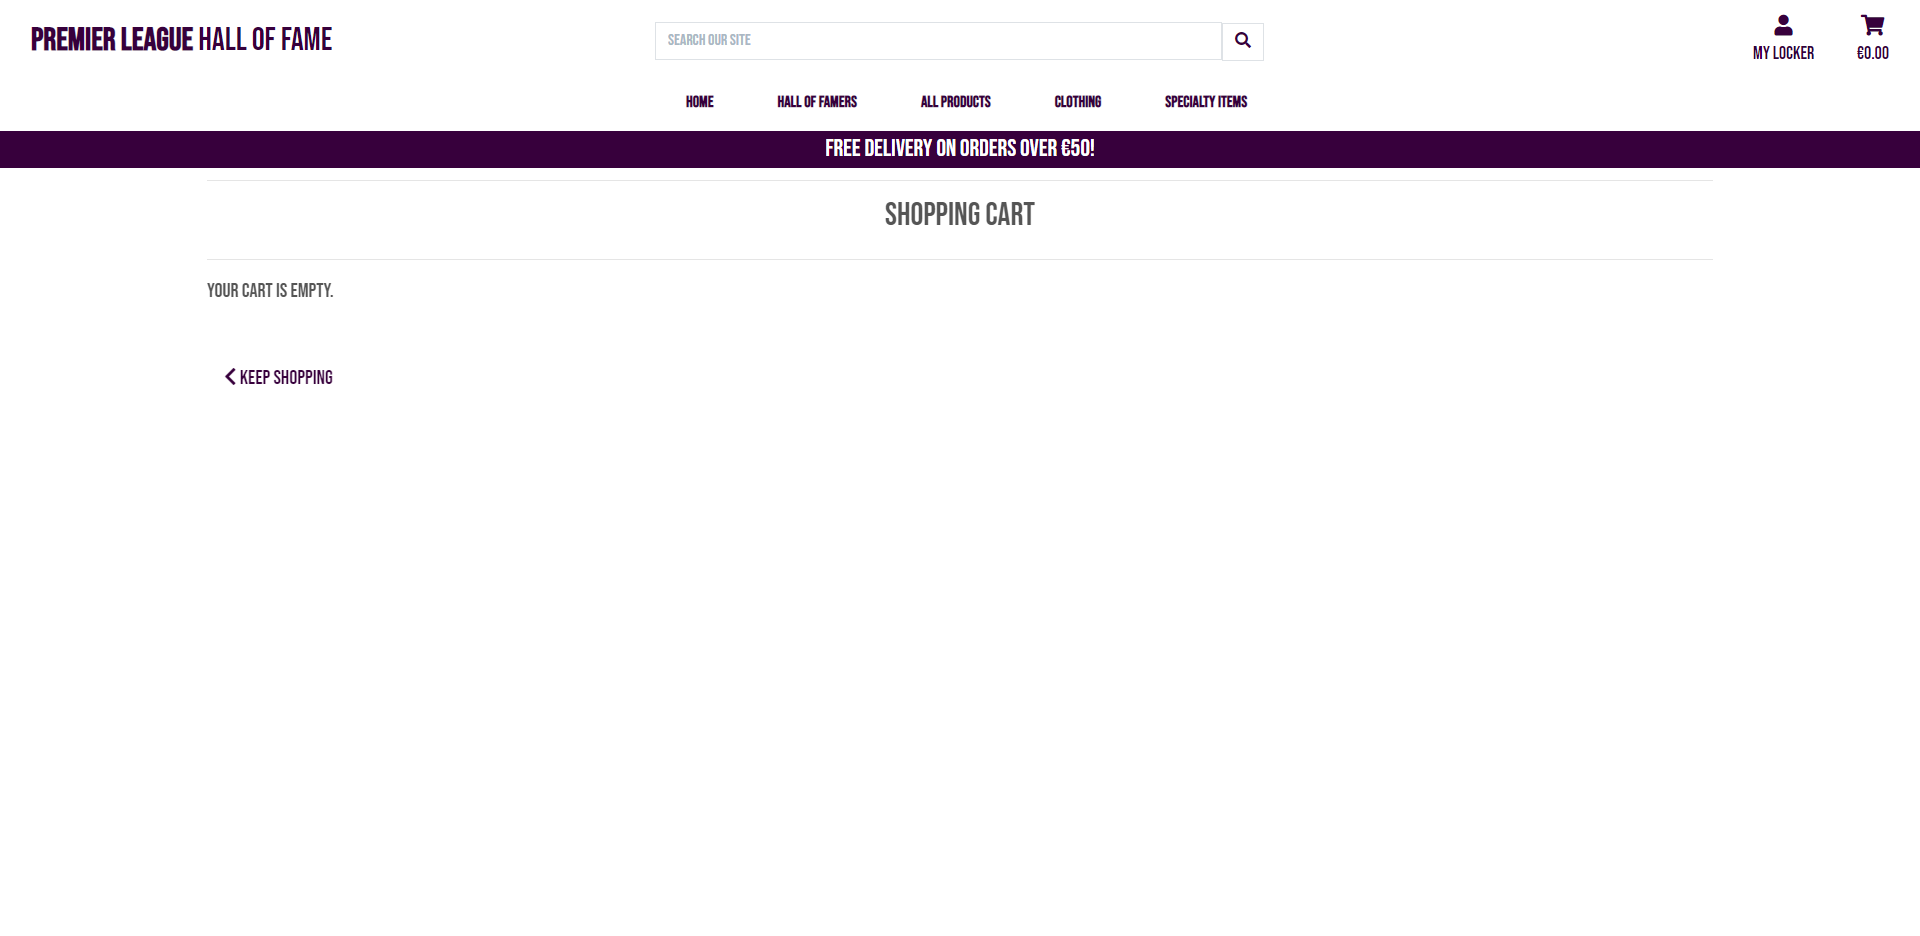 PREMIER LEAGUE HALL OF FAME
SEARCH OUR SITE
MY LOCKER
€0.00
HOME
HALL OF FAMERS
ALL PRODUCTS
CLOTHING
SPECIALTY ITEMS
FREE DELIVERY ON ORDERS OVER €50!
SHOPPING CART
YOUR CART IS EMPTY.
KEEP SHOPPING